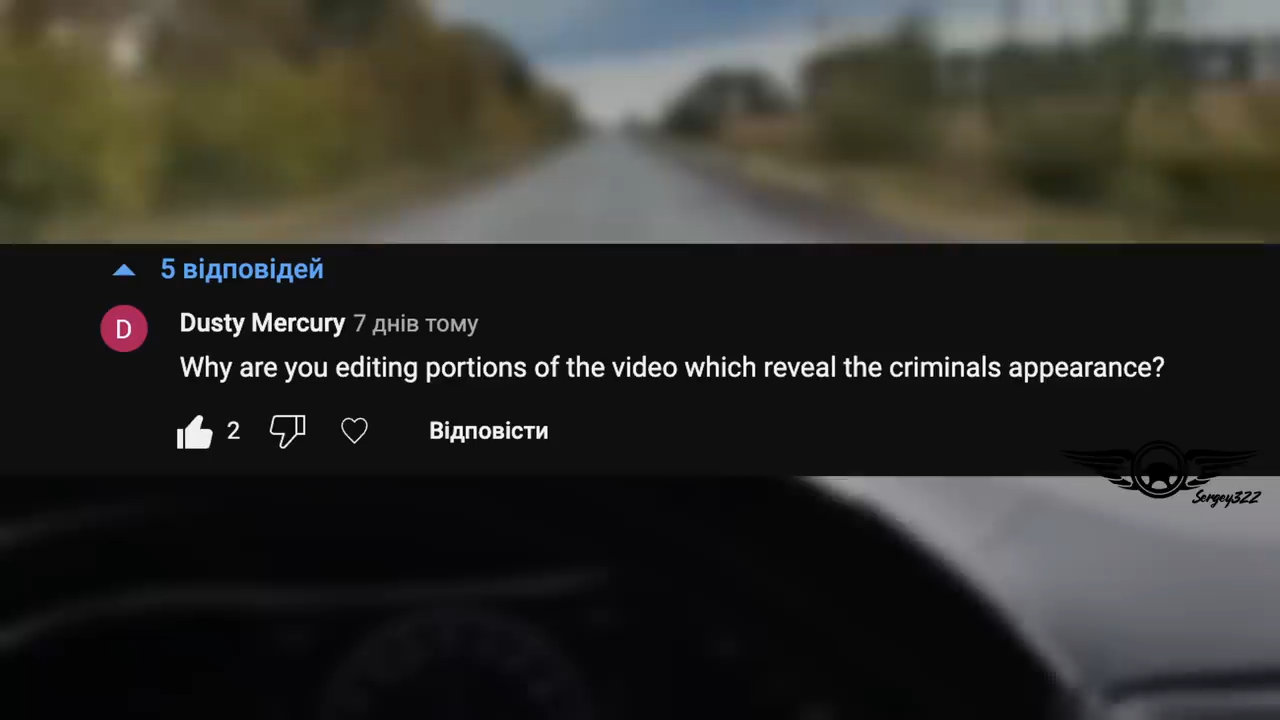 5 відповідей
D
Dusty Mercury 7 днів тому
Why are you editing portions of the video which reveal the criminals appearance?
2
Відповісти
Sergey322